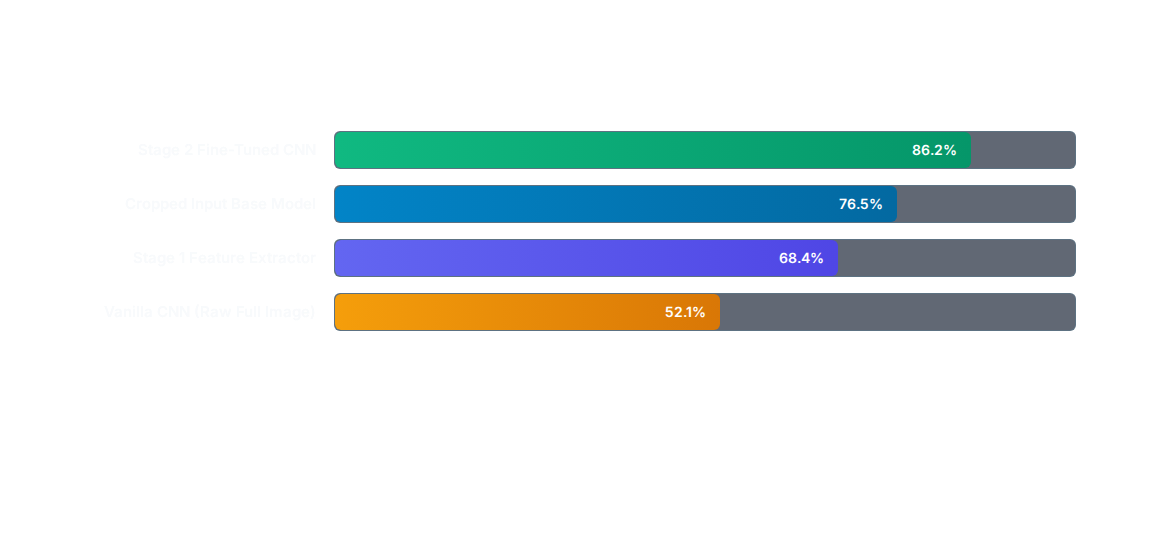 Stage 2 Fine-Tuned CNN 86.2%
Cropped Input Base Model 76.5%
Stage 1 Feature Extractor 68.4%
Vanilla CNN (Raw Full Image) 52.1%